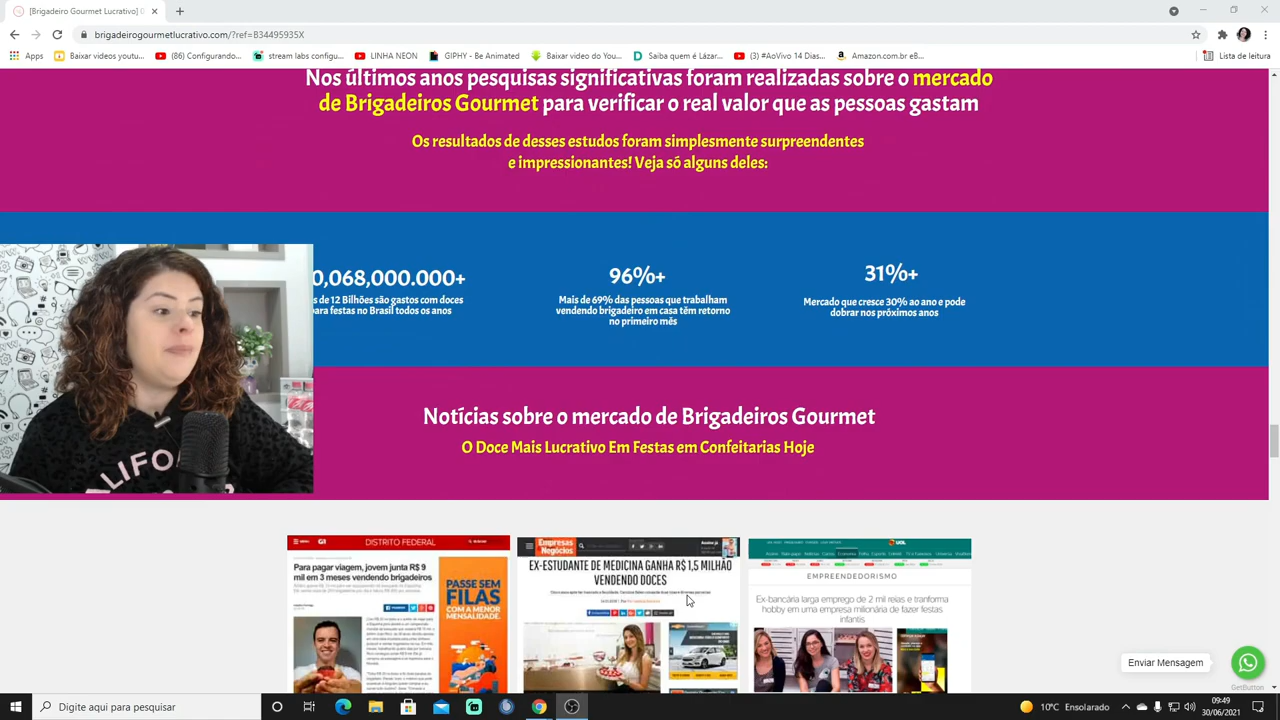 [Brigadeiro Gourmet Lucrativo] D
brigadeirogourmetlucrativo.com/?ref=B34495935X
Apps
Baixar videos youtu...
(86) Configurando...
stream labs configu...
LINHA NEON
GIPHY - Be Animated
Baixar video do You...
Saiba quem é Lázar...
(3) #AoVivo 14 Dias...
Amazon.com.br eB...
Lista de leitura
Nos últimos anos pesquisas significativas foram realizadas sobre o mercado
de Brigadeiros Gourmet para verificar o real valor que as pessoas gastam
Os resultados de desses estudos foram simplesmente surpreendentes
e impressionantes! Veja só alguns deles:
0,068,000.000+
s de 12 Bilhões são gastos com doces
para festas no Brasil todos os anos
96%+
Mais de 69% das pessoas que trabalham
vendendo brigadeiro em casa têm retorno
no primeiro mês
31%+
Mercado que cresce 30% ao ano e pode
dobrar nos próximos anos
ALIFO
Notícias sobre o mercado de Brigadeiros Gourmet
O Doce Mais Lucrativo Em Festas em Confeitarias Hoje
MENU
G1
DISTRITO FEDERAL
Para pagar viagem, jovem junta R$ 9
mil em 3 meses vendendo brigadeiros
PASSE SEM
FILAS
COM A MENOR
MENSALIDADE.
Empresas
Negócios
EX-ESTUDANTE DE MEDICINA GANHA R$ 1,5 MILHÃO
VENDENDO DOCES
UOL
EMPREENDEDORISMO
Ex-bancária larga emprego de 2 mil reias e tranforma
hobby em uma empresa milionária de fazer festas
infantis
Enviar Mensagem
GetButton
Digite aqui para pesquisar
10°C Ensolarado
09:49
30/06/2021